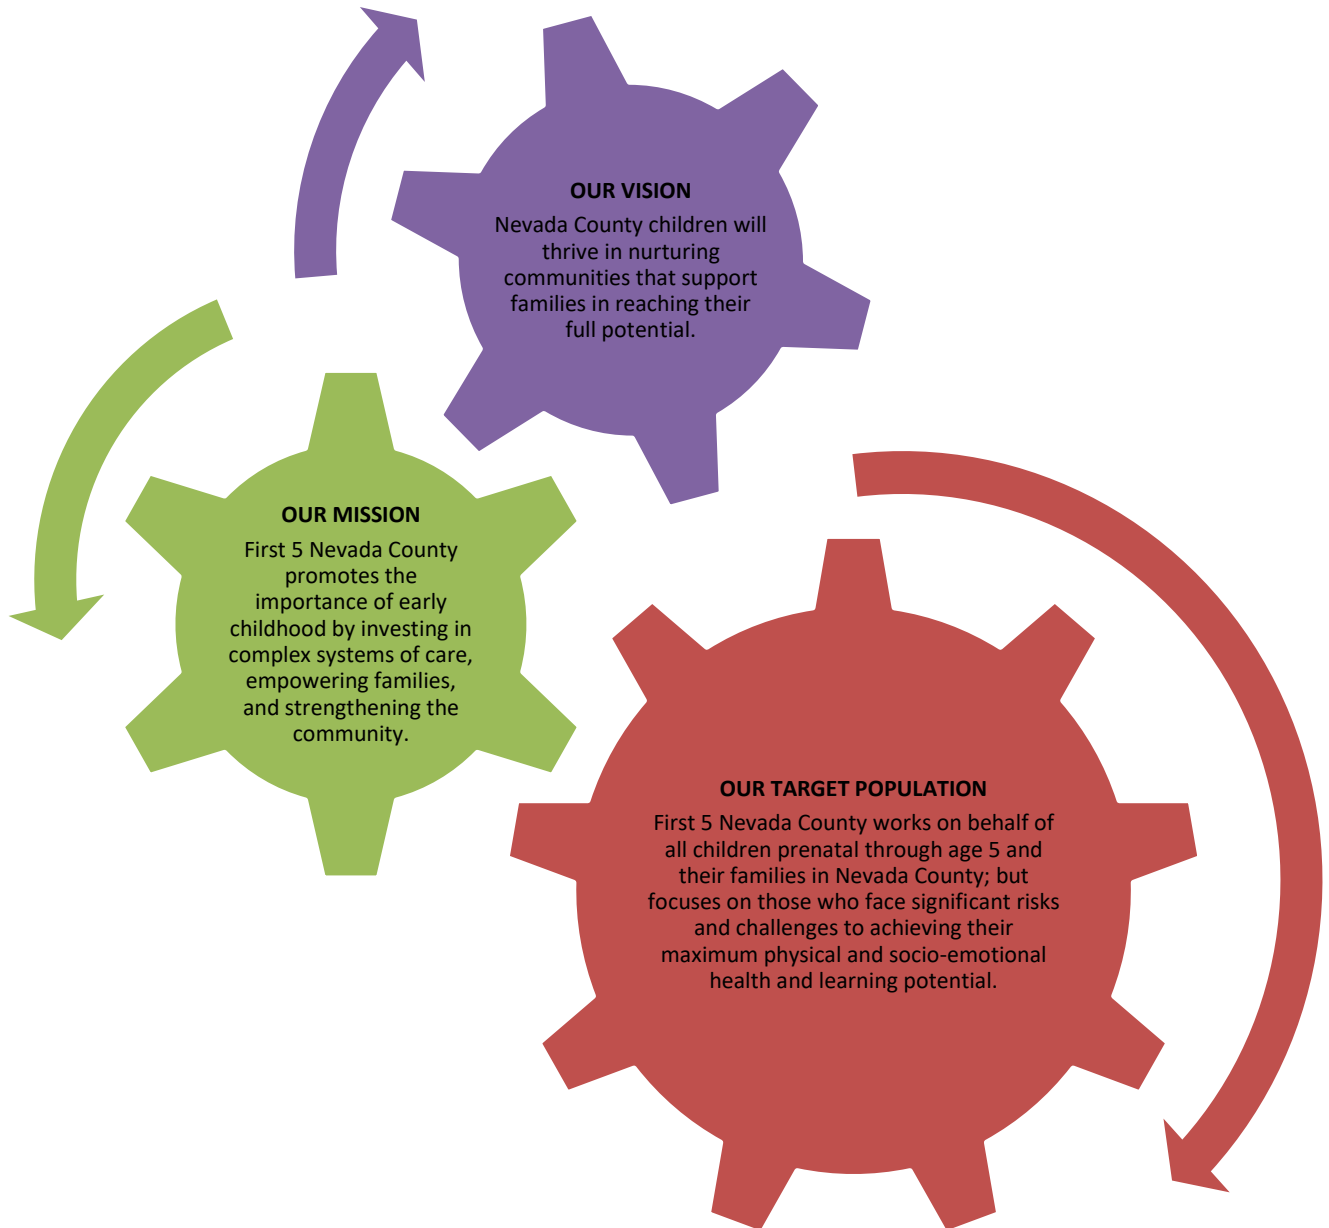 OUR VISION
Nevada County children will
thrive in nurturing
communities that support
families in reaching their
full potential.
OUR MISSION
First 5 Nevada County
promotes the
importance of early
childhood by investing in
complex systems of care,
empowering families,
and strengthening the
community.
OUR TARGET POPULATION
First 5 Nevada County works on behalf of
all children prenatal through age 5 and
their families in Nevada County; but
focuses on those who face significant risks
and challenges to achieving their
maximum physical and socio-emotional
health and learning potential.